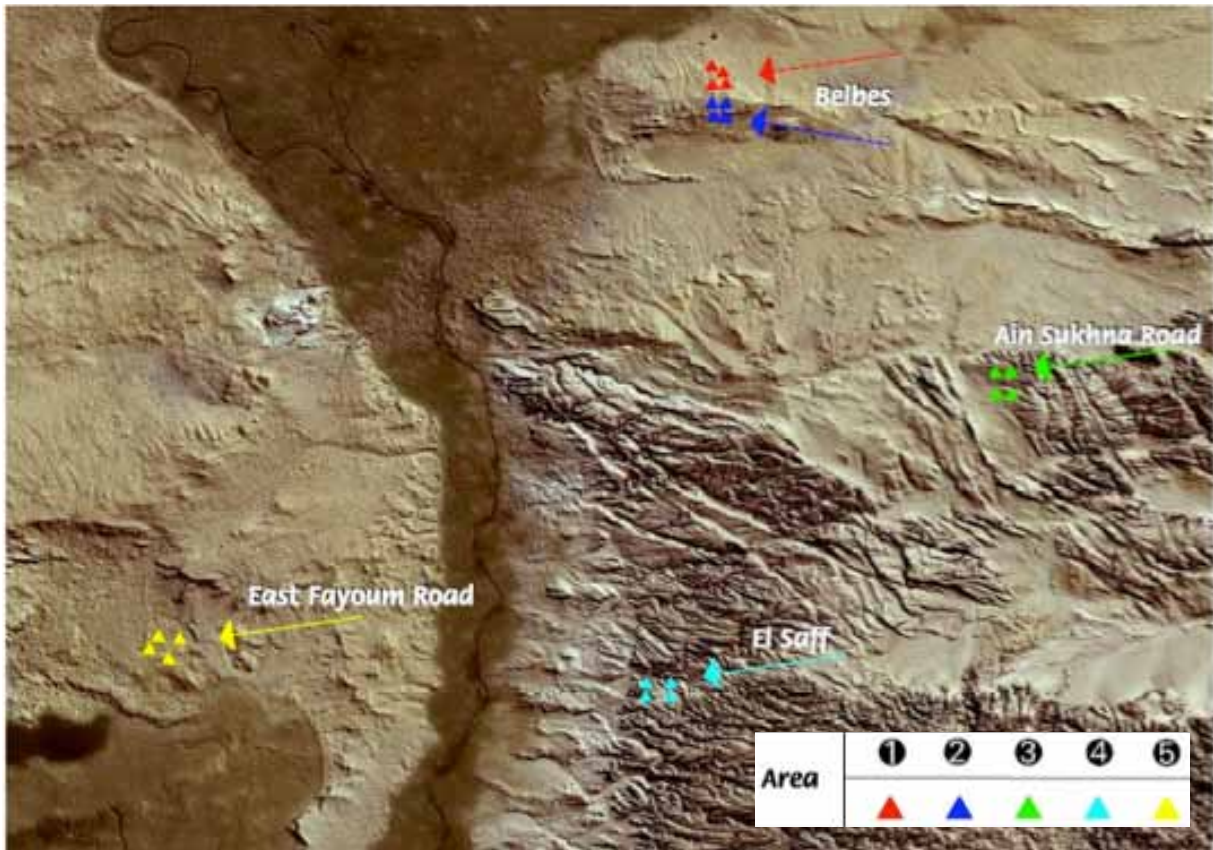 Belbes
Ain Sukhna Road
East Fayoum Road
El Saff
Area ❶ ❷ ❸ ❹ ❺